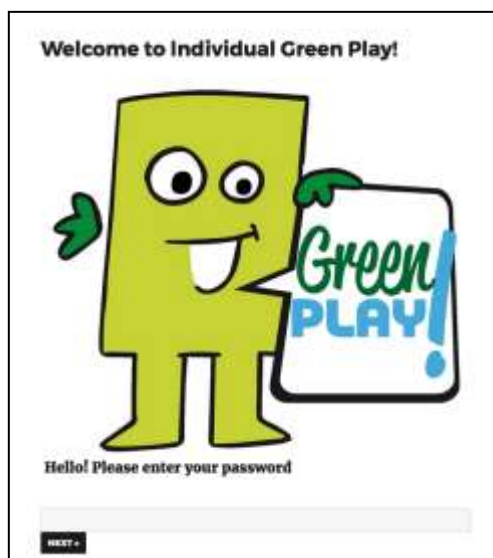 Welcome to Individual Green Play!
Green
PLAY!
Hello! Please enter your password
NEXT »